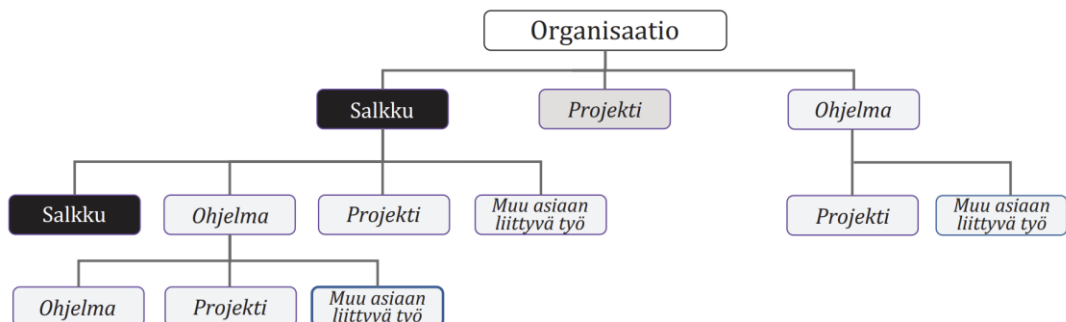 Organisaatio
Salkku
Projekti
Ohjelma
Salkku
Ohjelma
Projekti
Muu asiaan
liittyvä työ
Projekti
Muu asiaan
liittyvä työ
Ohjelma
Projekti
Muu asiaan
liittyvä työ